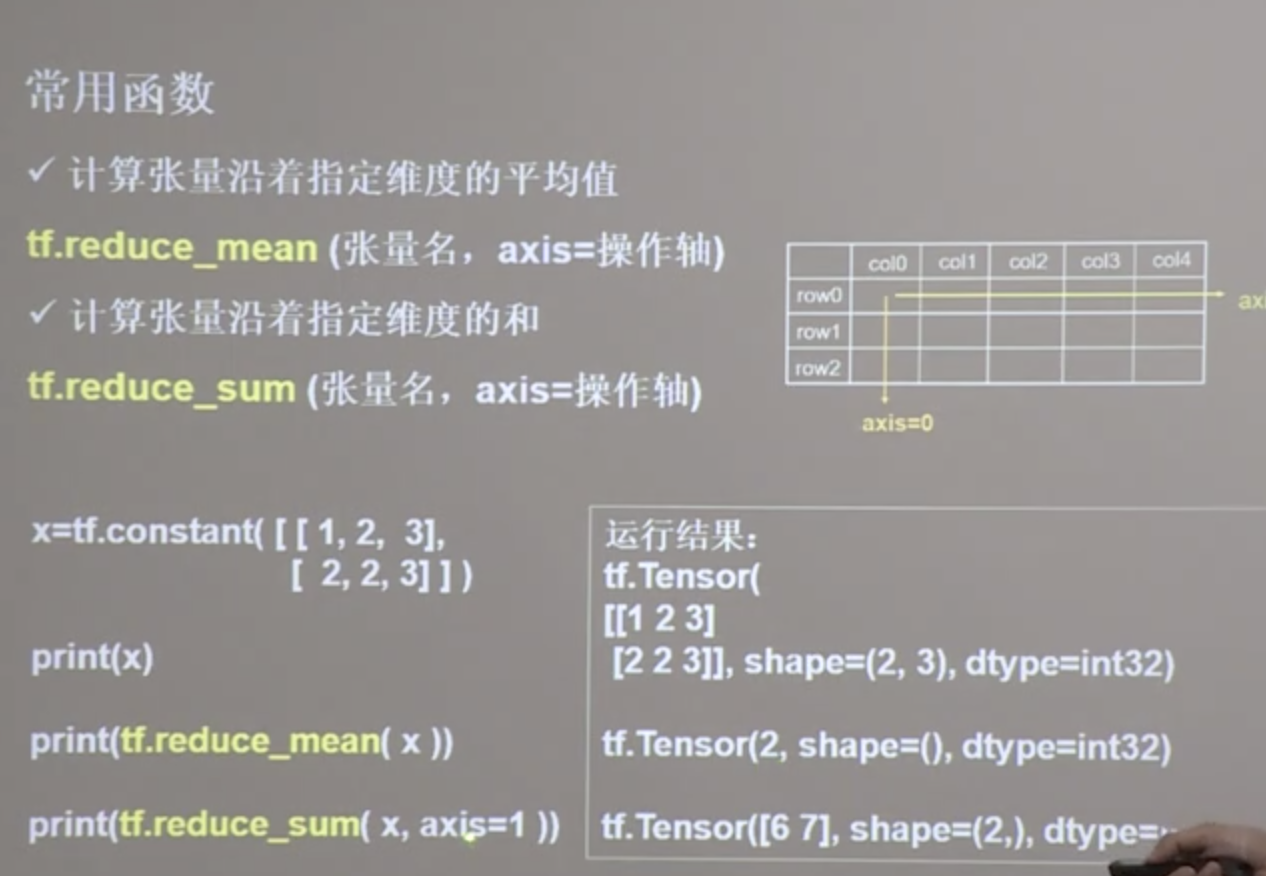 常用函数
✓ 计算张量沿着指定维度的平均值
tf.reduce_mean (张量名，axis=操作轴)
✓ 计算张量沿着指定维度的和
tf.reduce_sum (张量名，axis=操作轴)
col0 col1 col2 col3 col4
row0
row1
row2
axis=0
x=tf.constant( [ [ 1, 2, 3],
[ 2, 2, 3] ] )
print(x)
print(tf.reduce_mean( x ))
print(tf.reduce_sum( x, axis=1 ))
运行结果：
tf.Tensor(
[[1 2 3]
[2 2 3]], shape=(2, 3), dtype=int32)
tf.Tensor(2, shape=(), dtype=int32)
tf.Tensor([6 7], shape=(2,), dtype=